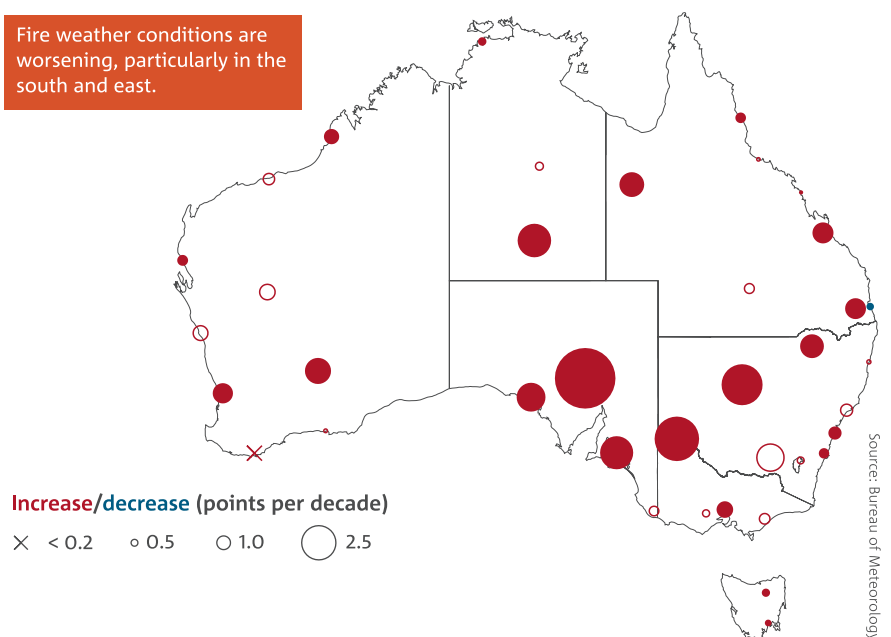 Fire weather conditions are
worsening, particularly in the
south and east.
Increase/decrease (points per decade)
< 0.2
0.5
1.0
2.5
Source: Bureau of Meteorology